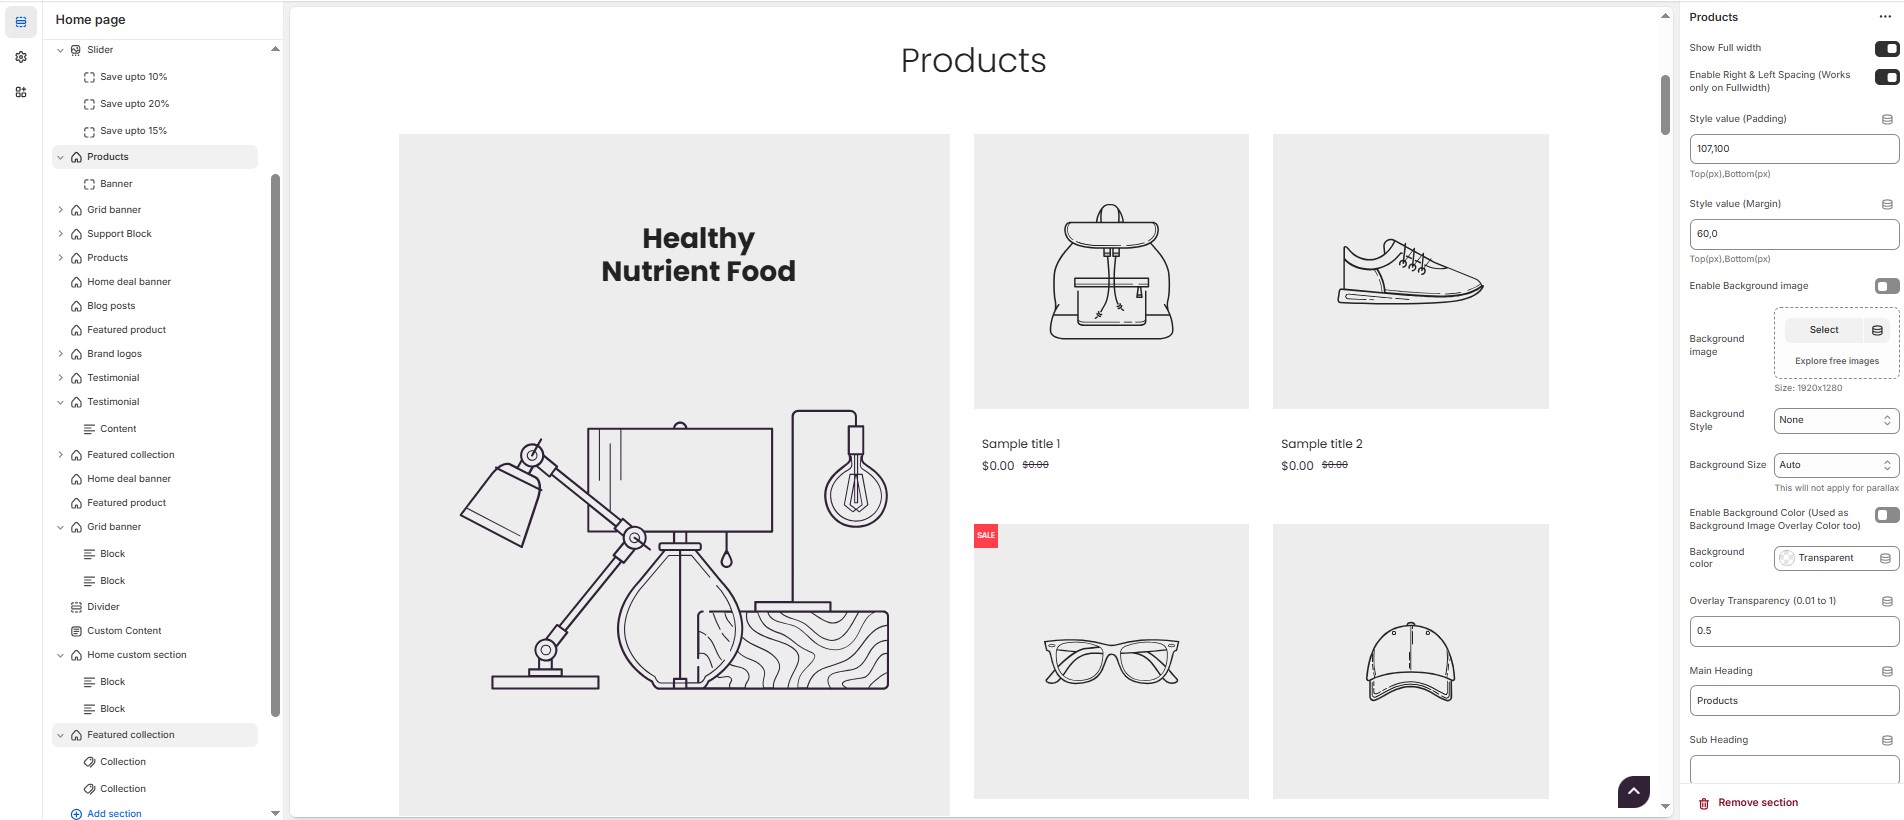 Home page
Slider
Save upto 10%
Save upto 20%
Save upto 15%
Products
Banner
Grid banner
Support Block
Products
Home deal banner
Blog posts
Featured product
Brand logos
Testimonial
Testimonial
Content
Featured collection
Home deal banner
Featured product
Grid banner
Block
Block
Divider
Custom Content
Home custom section
Block
Block
Featured collection
Collection
Collection
Add section
Products
Healthy
Nutrient Food
Sample title 1
$0.00 $0.00
Sample title 2
$0.00 $0.00
SALE
Products
Show Full width
Enable Right & Left Spacing (Works
only on Fullwidth)
Style value (Padding)
107,100
Top(px),Bottom(px)
Style value (Margin)
60,0
Top(px),Bottom(px)
Enable Background image
Background
image
Select
Explore free images
Size: 1920x1280
Background
Style
None
Background Size
Auto
This will not apply for parallax
Enable Background Color (Used as
Background Image Overlay Color too)
Background
color
Transparent
Overlay Transparency (0.01 to 1)
0.5
Main Heading
Products
Sub Heading
Remove section